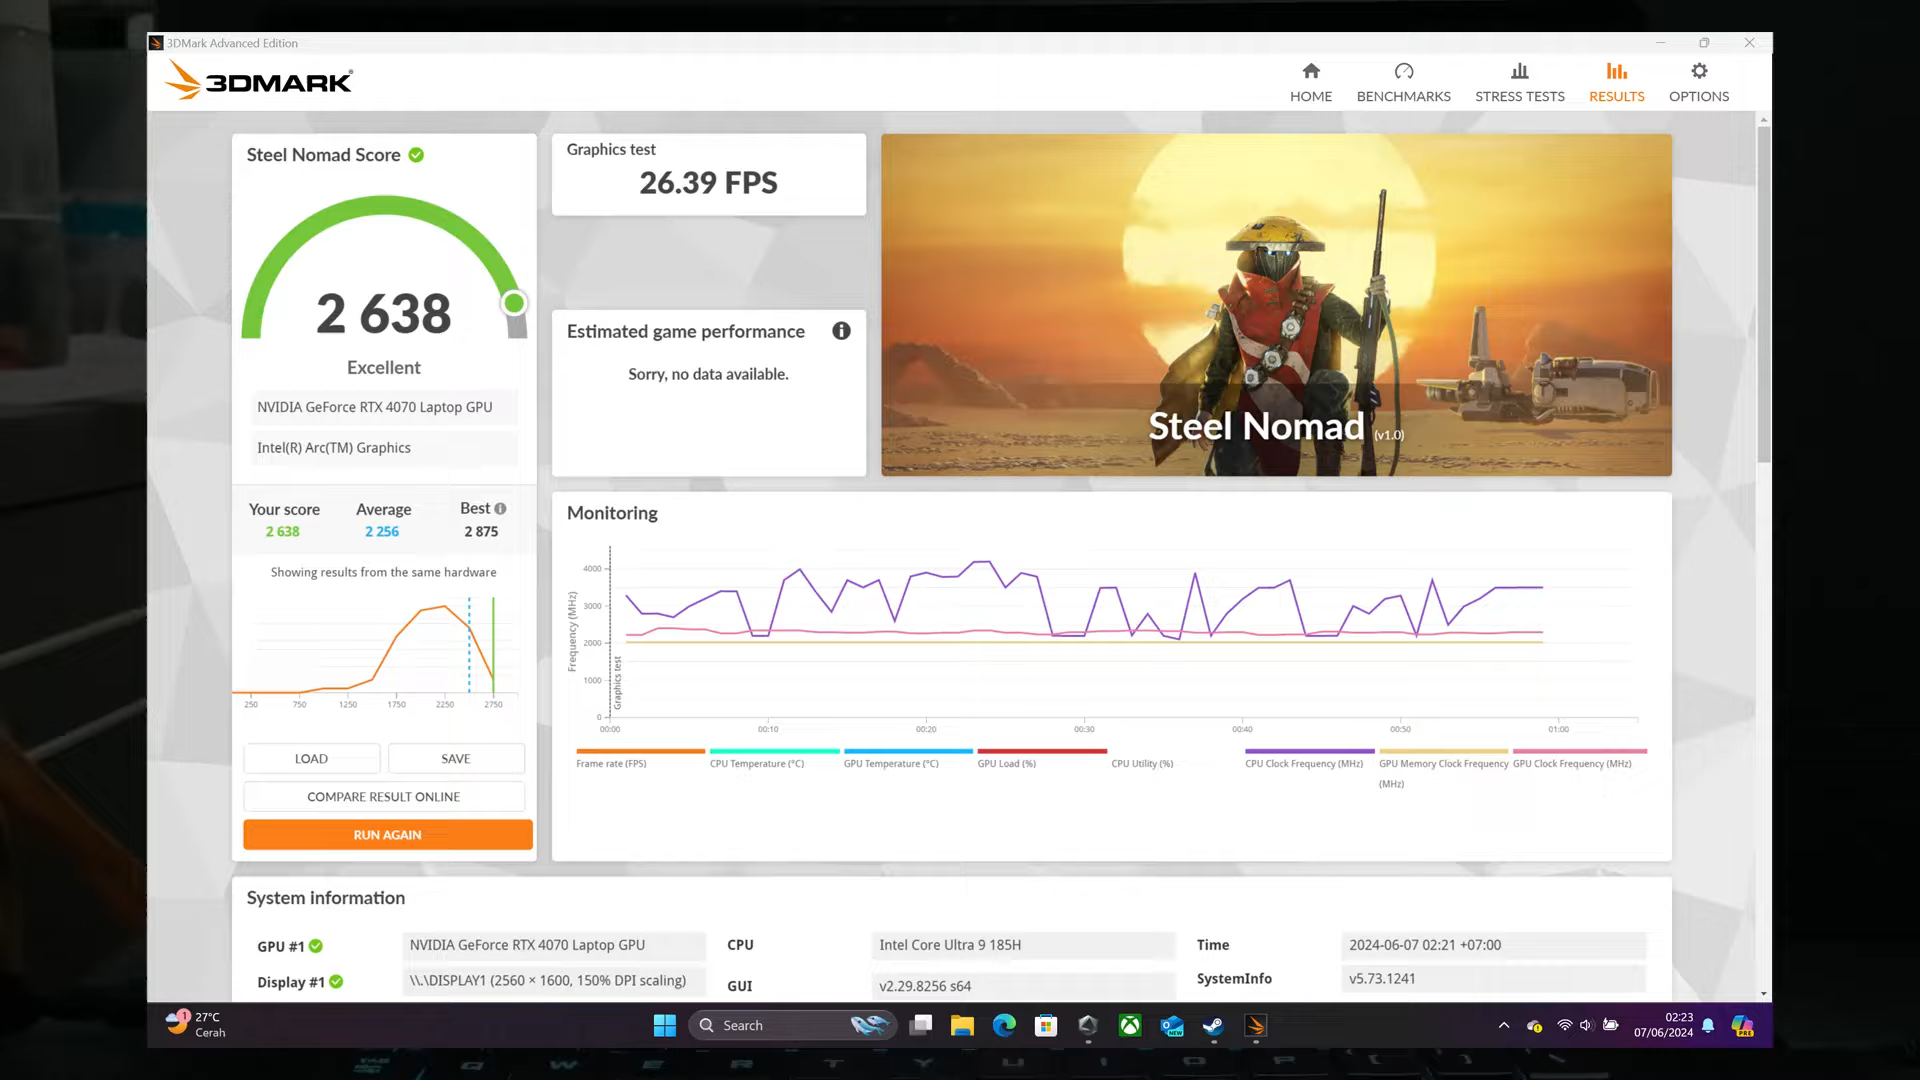 3DMark Advanced Edition
3DMARK
HOME
BENCHMARKS
STRESS TESTS
RESULTS
OPTIONS
Steel Nomad Score
2 638
Excellent
NVIDIA GeForce RTX 4070 Laptop GPU
Intel(R) Arc(TM) Graphics
Your score
Average
Best
2 638
2 256
2 875
Showing results from the same hardware
250 750 1250 1750 2250 2750
LOAD
SAVE
COMPARE RESULT ONLINE
RUN AGAIN
Graphics test
26.39 FPS
Estimated game performance
Sorry, no data available.
Steel Nomad (v1.0)
Monitoring
Frequency (MHz)
4000
3000
2000
1000
0
Graphics test
00:00 00:10 00:20 00:30 00:40 00:50 01:00
Frame rate (FPS)
CPU Temperature (°C)
GPU Temperature (°C)
GPU Load (%)
CPU Utility (%)
CPU Clock Frequency (MHz)
GPU Memory Clock Frequency
(MHz)
GPU Clock Frequency (MHz)
System information
GPU #1
NVIDIA GeForce RTX 4070 Laptop GPU
CPU
Intel Core Ultra 9 185H
Time
2024-06-07 02:21 +07:00
Display #1
\\.\DISPLAY1 (2560 × 1600, 150% DPI scaling)
GUI
v2.29.8256 s64
SystemInfo
v5.73.1241
1
27°C
Cerah
Search
NEW
02:23
07/06/2024
PRE
Q W E R T Y U I O P